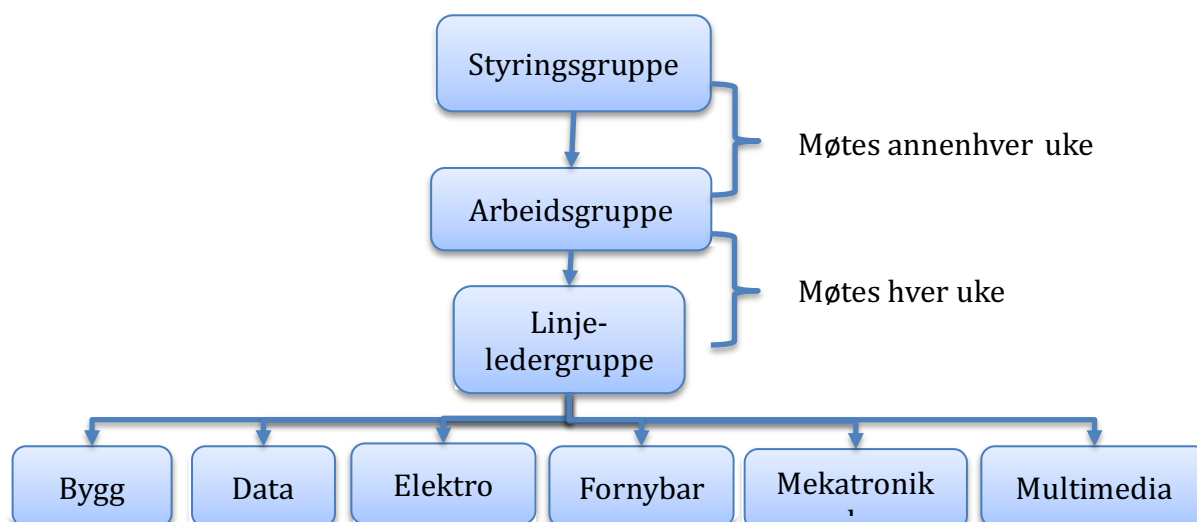 Styringsgruppe
Møtes annenhver uke
Arbeidsgruppe
Møtes hver uke
Linje-
ledergruppe
Bygg
Data
Elektro
Fornybar
Mekatronik
Multimedia